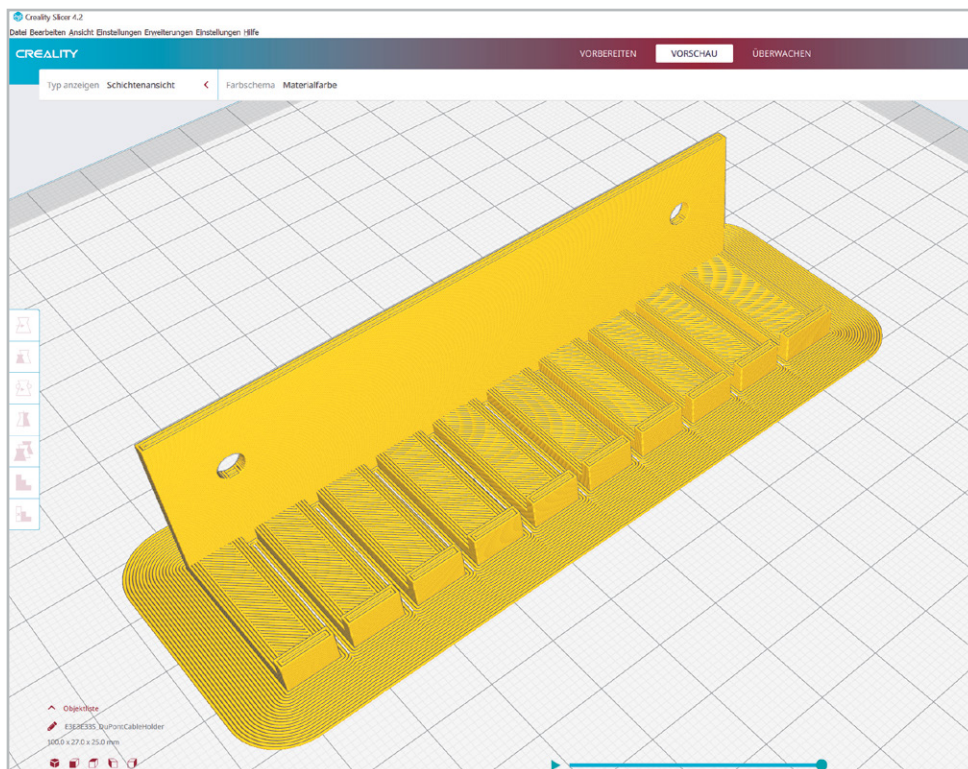 Creality Slicer 4.2
Datei Bearbeiten Ansicht Einstellungen Erweiterungen Einstellungen Hilfe
CREALITY VORBEREITEN VORSCHAU ÜBERWACHEN
Typ anzeigen Schichtenansicht Farbschema Materialfarbe
Objektliste
E3E3E335_DuPontCableHolder
100.0 x 27.0 x 25.0 mm